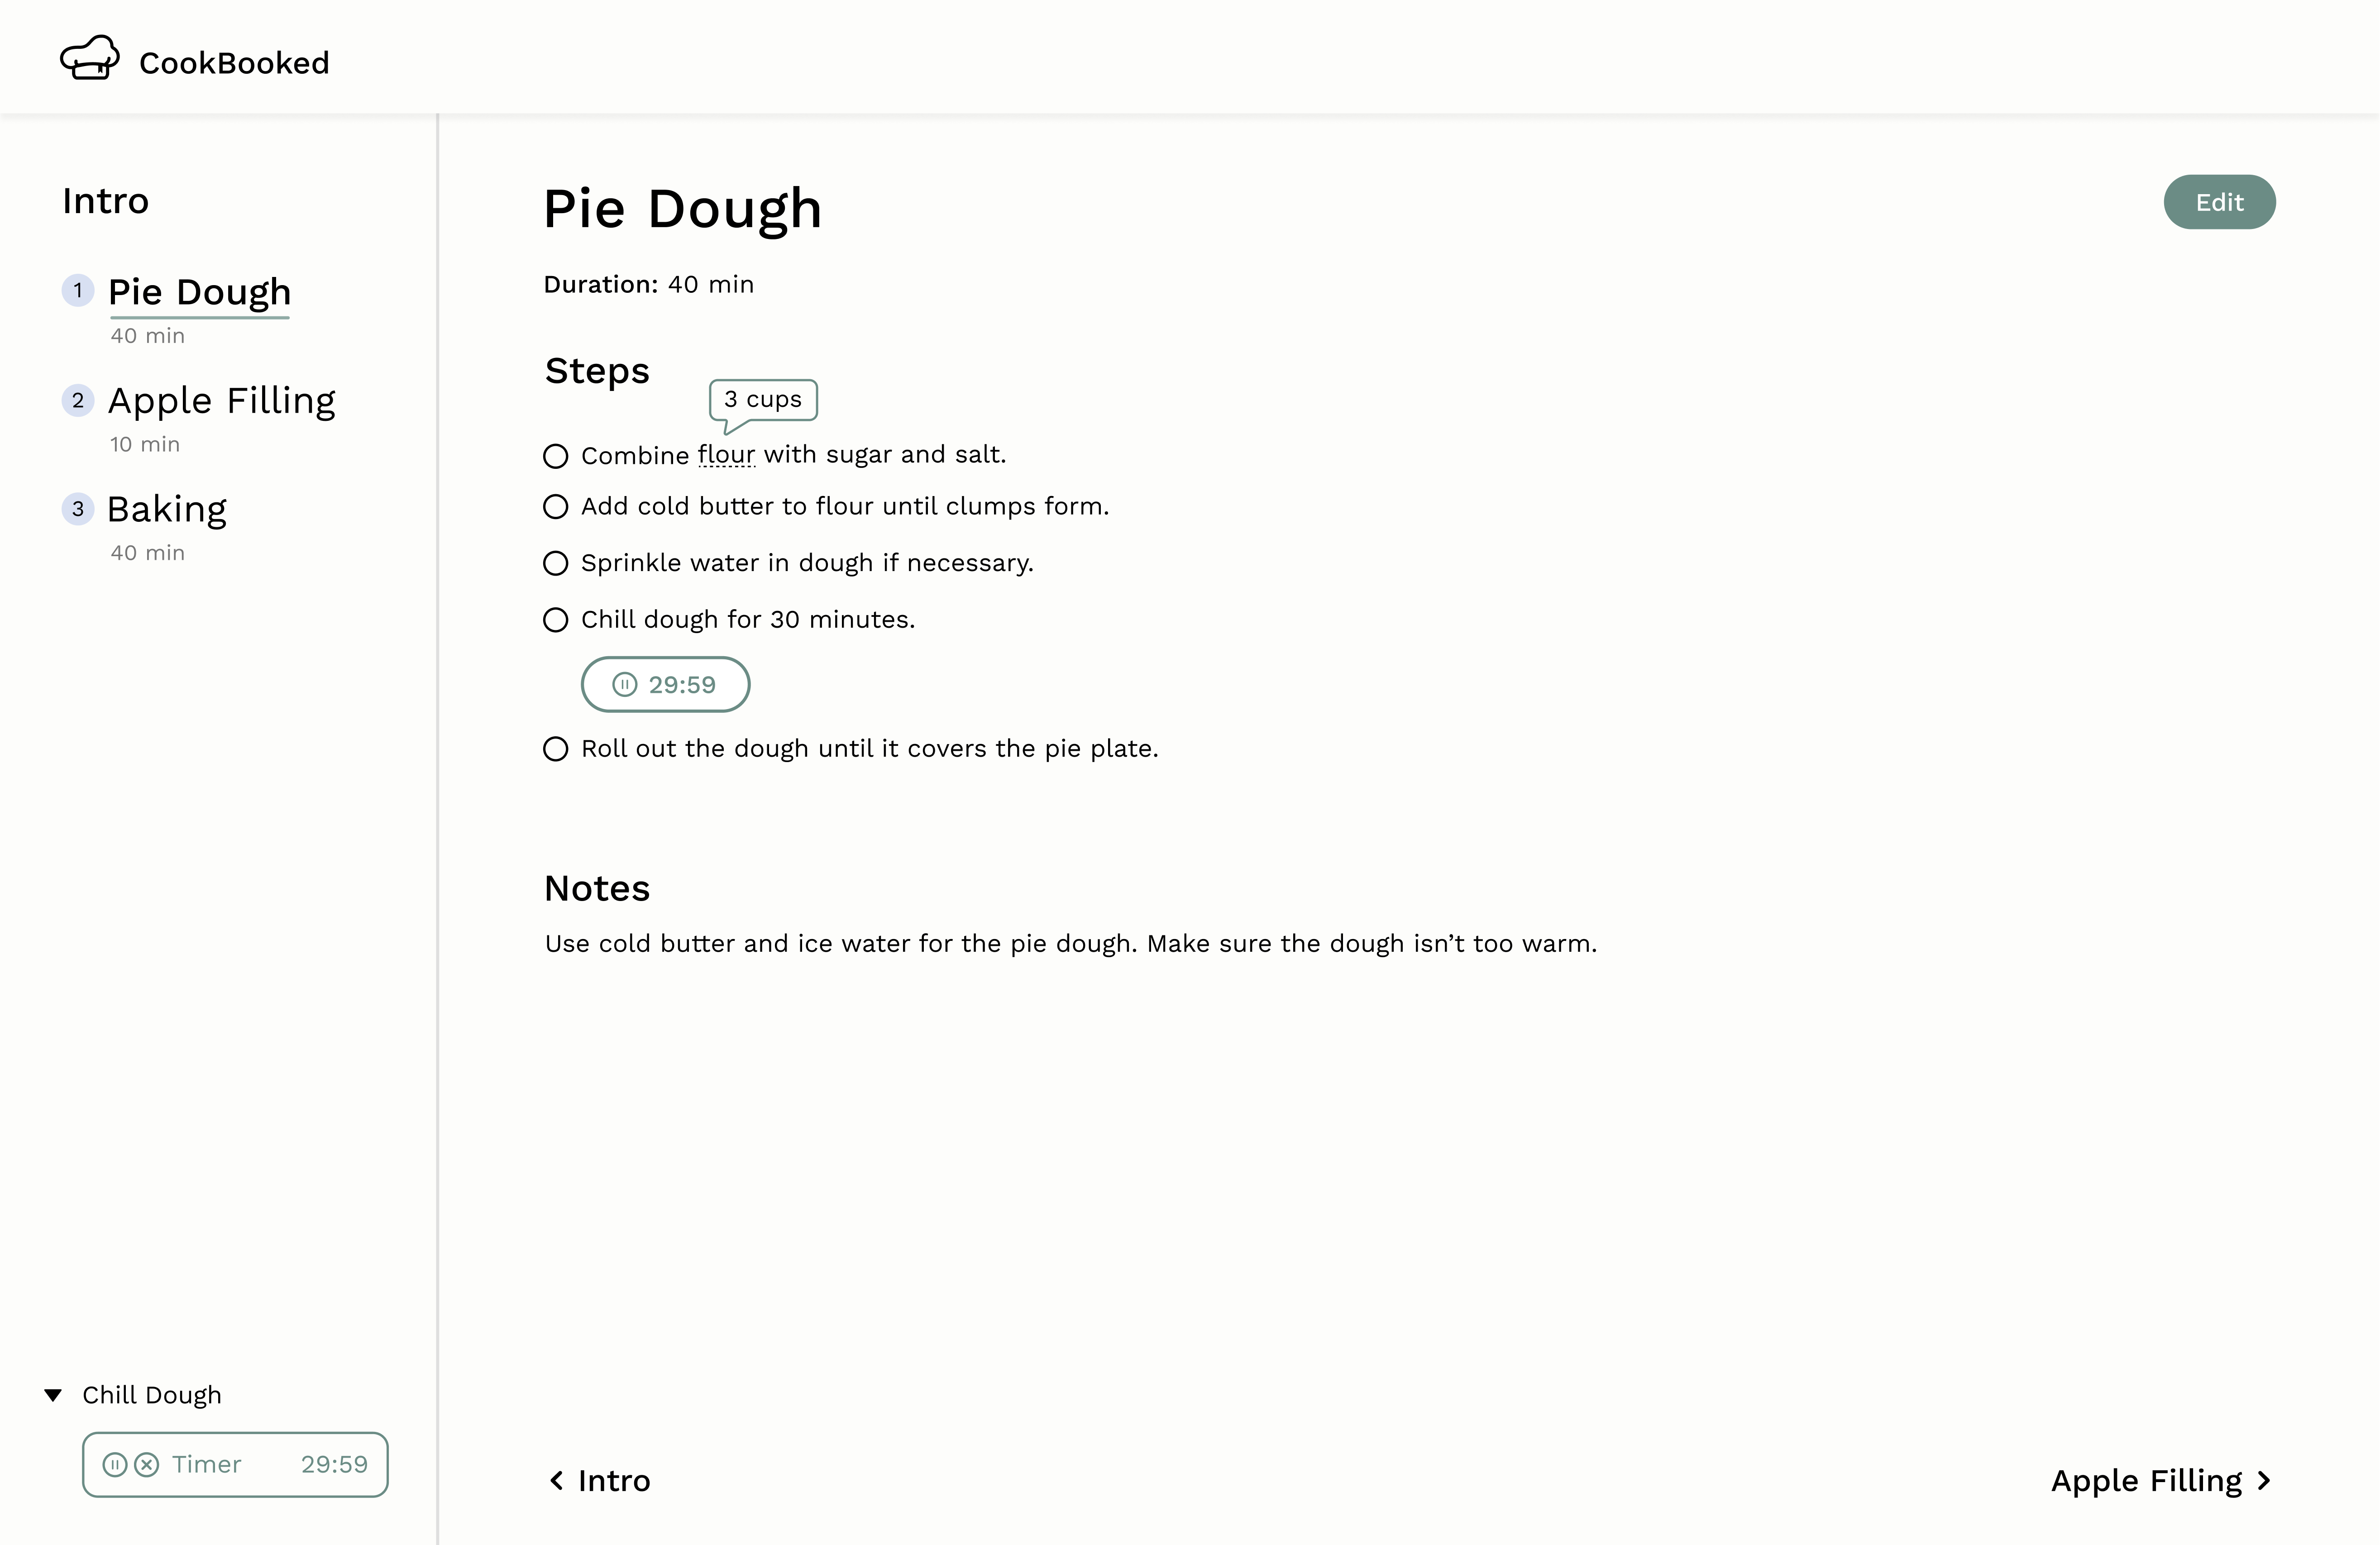 CookBooked
Intro
1 Pie Dough
40 min
2 Apple Filling
10 min
3 Baking
40 min
Chill Dough
Timer 29:59
Pie Dough
Edit
Duration: 40 min
Steps
3 cups
Combine flour with sugar and salt.
Add cold butter to flour until clumps form.
Sprinkle water in dough if necessary.
Chill dough for 30 minutes.
29:59
Roll out the dough until it covers the pie plate.
Notes
Use cold butter and ice water for the pie dough. Make sure the dough isn’t too warm.
Intro
Apple Filling